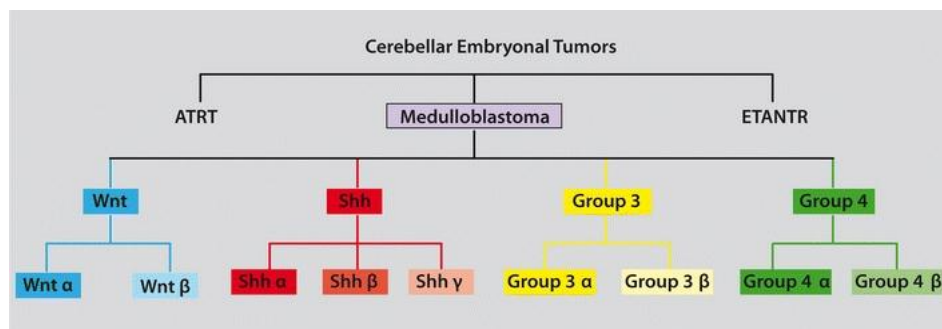 Cerebellar Embryonal Tumors
ATRT Medulloblastoma ETANTR
Wnt Shh Group 3 Group 4
Wnt α Wnt β Shh α Shh β Shh γ Group 3 α Group 3 β Group 4 α Group 4 β